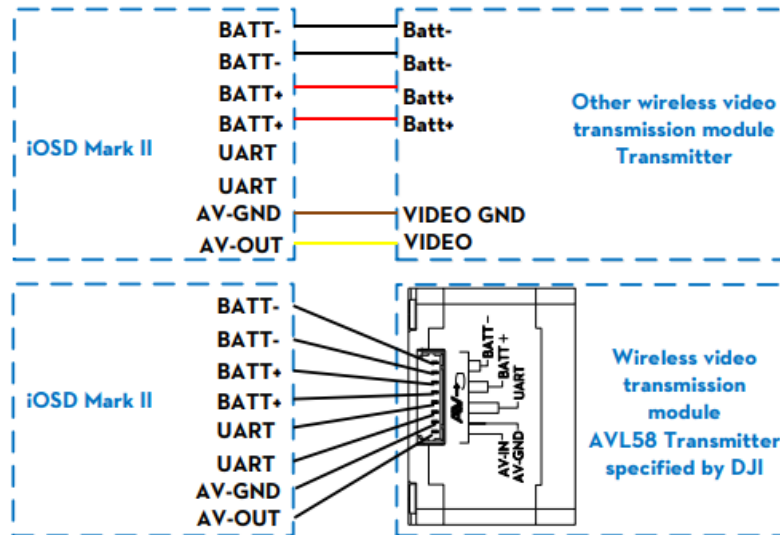 BATT-
Batt-
BATT-
Batt-
BATT+
Batt+
BATT+
Batt+
iOSD Mark II
UART
UART
AV-GND
VIDEO GND
AV-OUT
VIDEO
Other wireless video
transmission module
Transmitter
BATT-
BATT-
BATT+
iOSD Mark II
BATT+
UART
UART
AV-GND
AV-OUT
BATT-
BATT+
UART
AV-GND
AV-IN
Wireless video
transmission
module
AVL58 Transmitter
specified by DJI